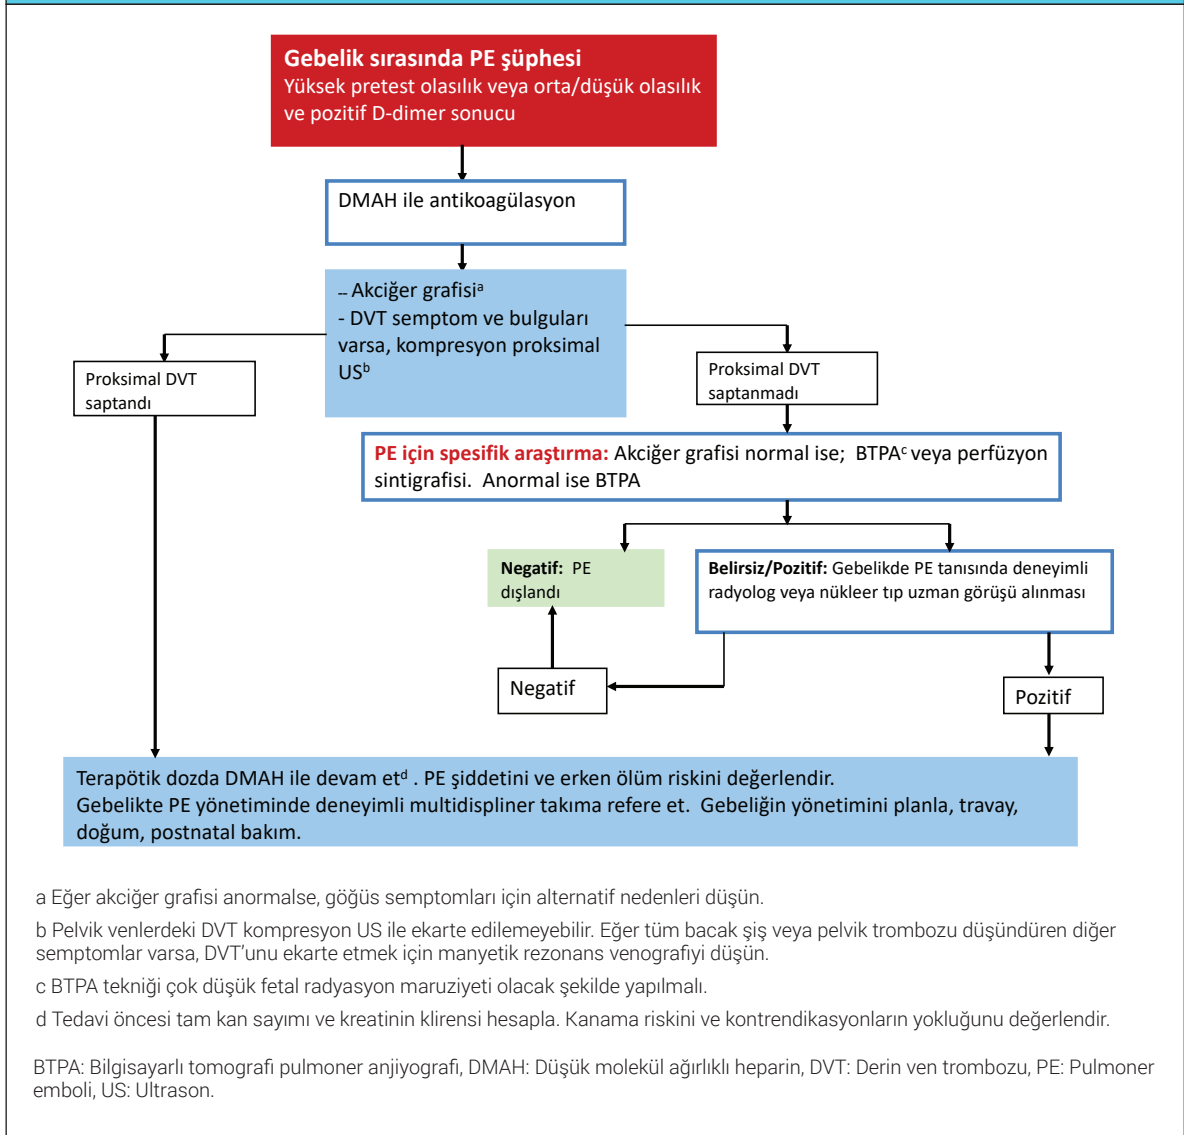 Gebelik sırasında PE şüphesi
Yüksek pretest olasılık veya orta/düşük olasılık
ve pozitif D-dimer sonucu
DMAH ile antikoagülasyon
-- Akciğer grafisiᵃ
- DVT semptom ve bulguları
varsa, kompresyon proksimal
USᵇ
Proksimal DVT
saptandı
Proksimal DVT
saptanmadı
PE için spesifik araştırma: Akciğer grafisi normal ise; BTPAᶜ veya perfüzyon
sintigrafisi. Anormal ise BTPA
Negatif: PE
dışlandı
Belirsiz/Pozitif: Gebelikde PE tanısında deneyimli
radyolog veya nükleer tıp uzman görüşü alınması
Negatif
Pozitif
Terapötik dozda DMAH ile devam etᵈ . PE şiddetini ve erken ölüm riskini değerlendir.
Gebelikte PE yönetiminde deneyimli multidispliner takıma refere et. Gebeliğin yönetimini planla, travay,
doğum, postnatal bakım.
a Eğer akciğer grafisi anormalse, göğüs semptomları için alternatif nedenleri düşün.
b Pelvik venlerdeki DVT kompresyon US ile ekarte edilemeyebilir. Eğer tüm bacak şiş veya pelvik trombozu düşündüren diğer
semptomlar varsa, DVT’unu ekarte etmek için manyetik rezonans venografiyi düşün.
c BTPA tekniği çok düşük fetal radyasyon maruziyeti olacak şekilde yapılmalı.
d Tedavi öncesi tam kan sayımı ve kreatinin klirensi hesapla. Kanama riskini ve kontrendikasyonların yokluğunu değerlendir.
BTPA: Bilgisayarlı tomografi pulmoner anjiyografi, DMAH: Düşük molekül ağırlıklı heparin, DVT: Derin ven trombozu, PE: Pulmoner
emboli, US: Ultrason.